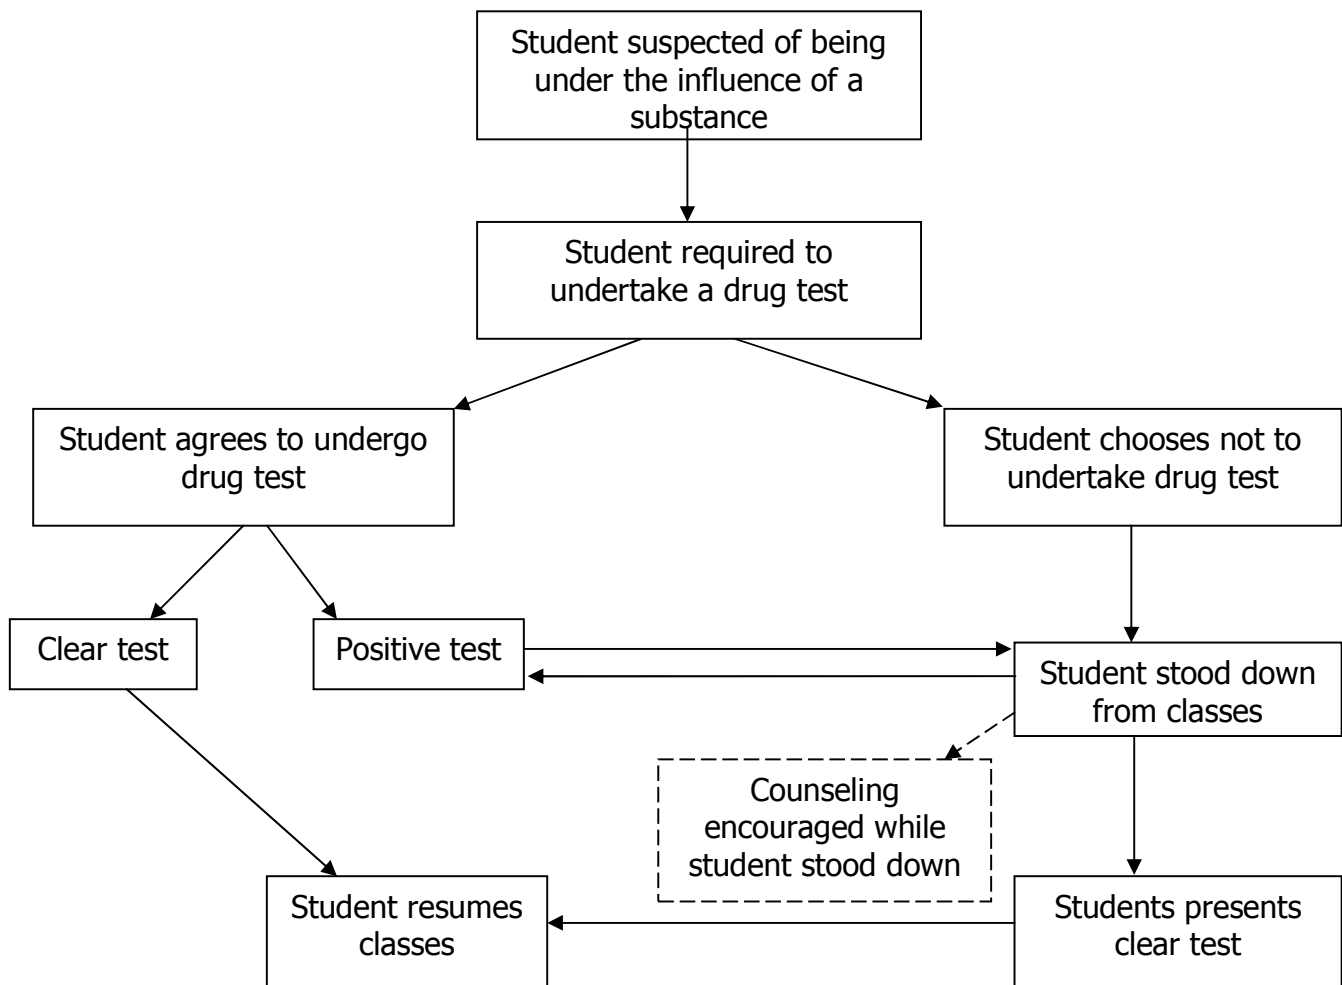 Student suspected of being
under the influence of a
substance
Student required to
undertake a drug test
Student agrees to undergo
drug test
Student chooses not to
undertake drug test
Clear test
Positive test
Student stood down
from classes
Counseling
encouraged while
student stood down
Student resumes
classes
Students presents
clear test